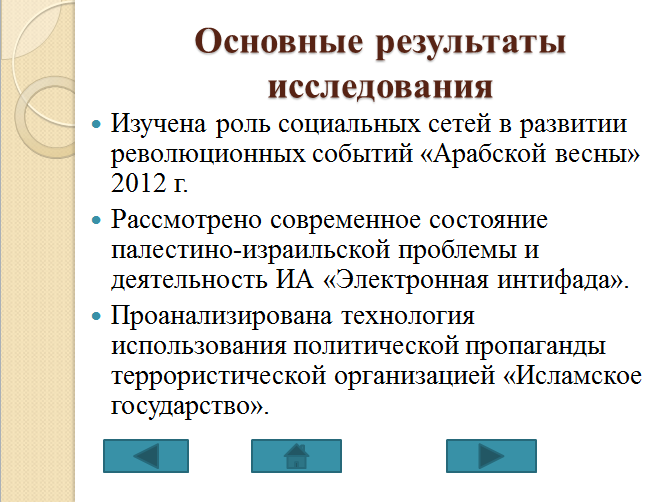 Основные результаты
исследования
Изучена роль социальных сетей в развитии
революционных событий «Арабской весны»
2012 г.
Рассмотрено современное состояние
палестино-израильской проблемы и
деятельность ИА «Электронная интифада».
Проанализирована технология
использования политической пропаганды
террористической организацией «Исламское
государство».